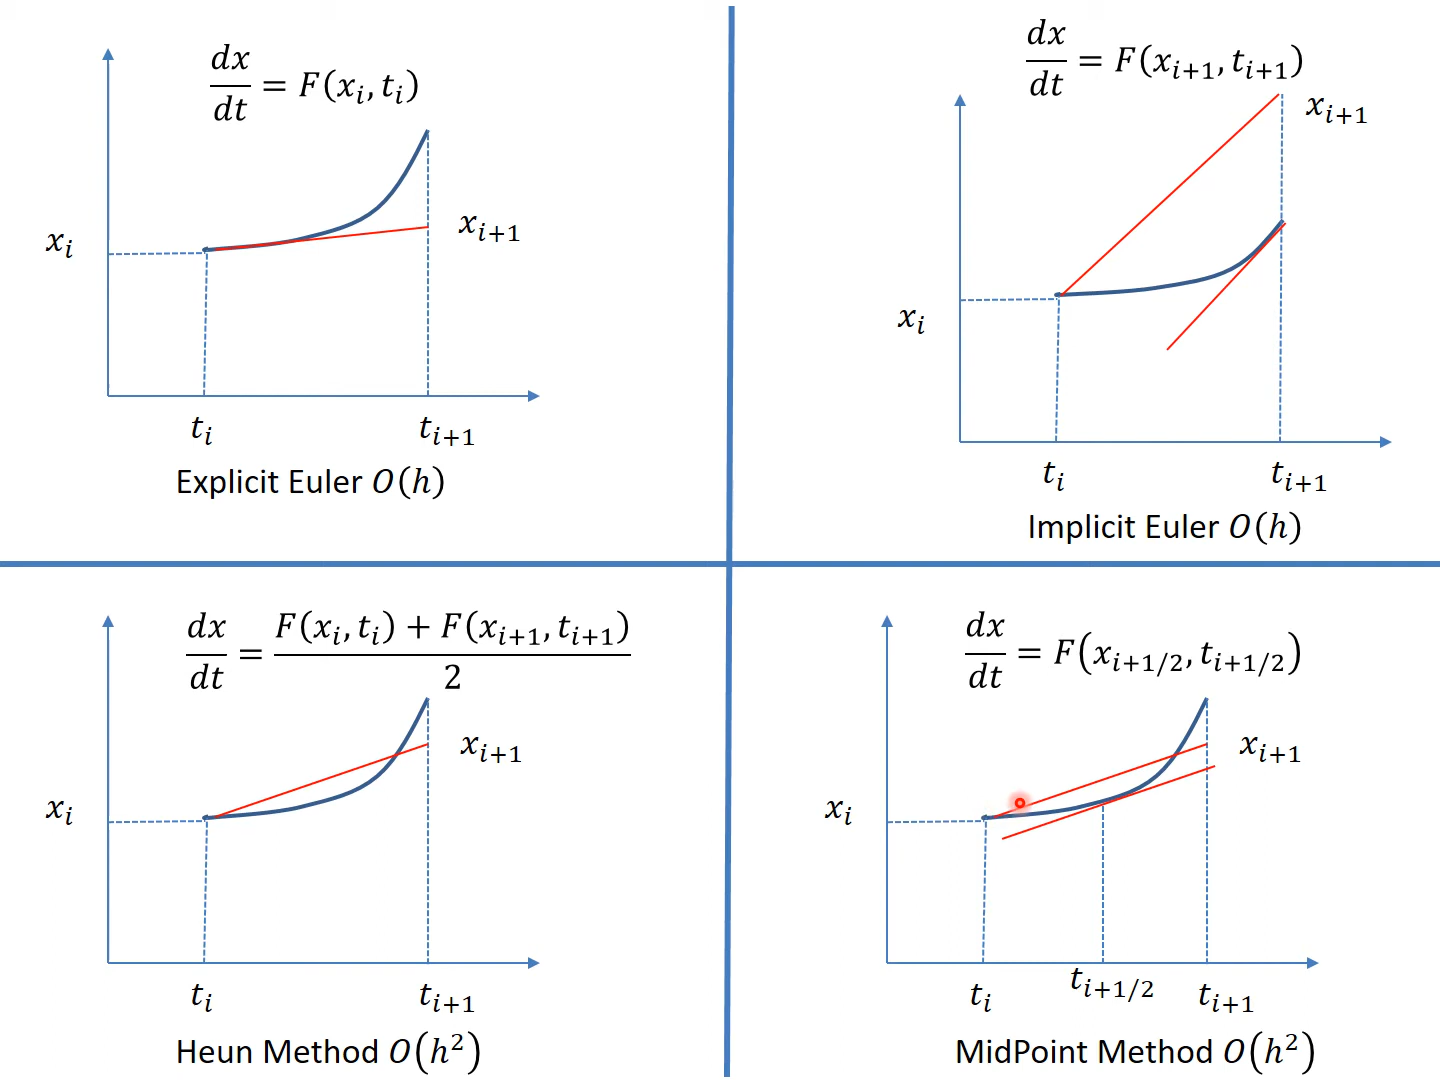 dx/dt = F(x_i, t_i)
x_i
x_{i+1}
t_i
t_{i+1}
Explicit Euler O(h)
dx/dt = F(x_{i+1}, t_{i+1})
x_{i+1}
x_i
t_i
t_{i+1}
Implicit Euler O(h)
dx/dt = (F(x_i, t_i) + F(x_{i+1}, t_{i+1}))/2
x_{i+1}
x_i
t_i
t_{i+1}
Heun Method O(h^2)
dx/dt = F(x_{i+1/2}, t_{i+1/2})
x_{i+1}
x_i
t_i
t_{i+1/2}
t_{i+1}
MidPoint Method O(h^2)